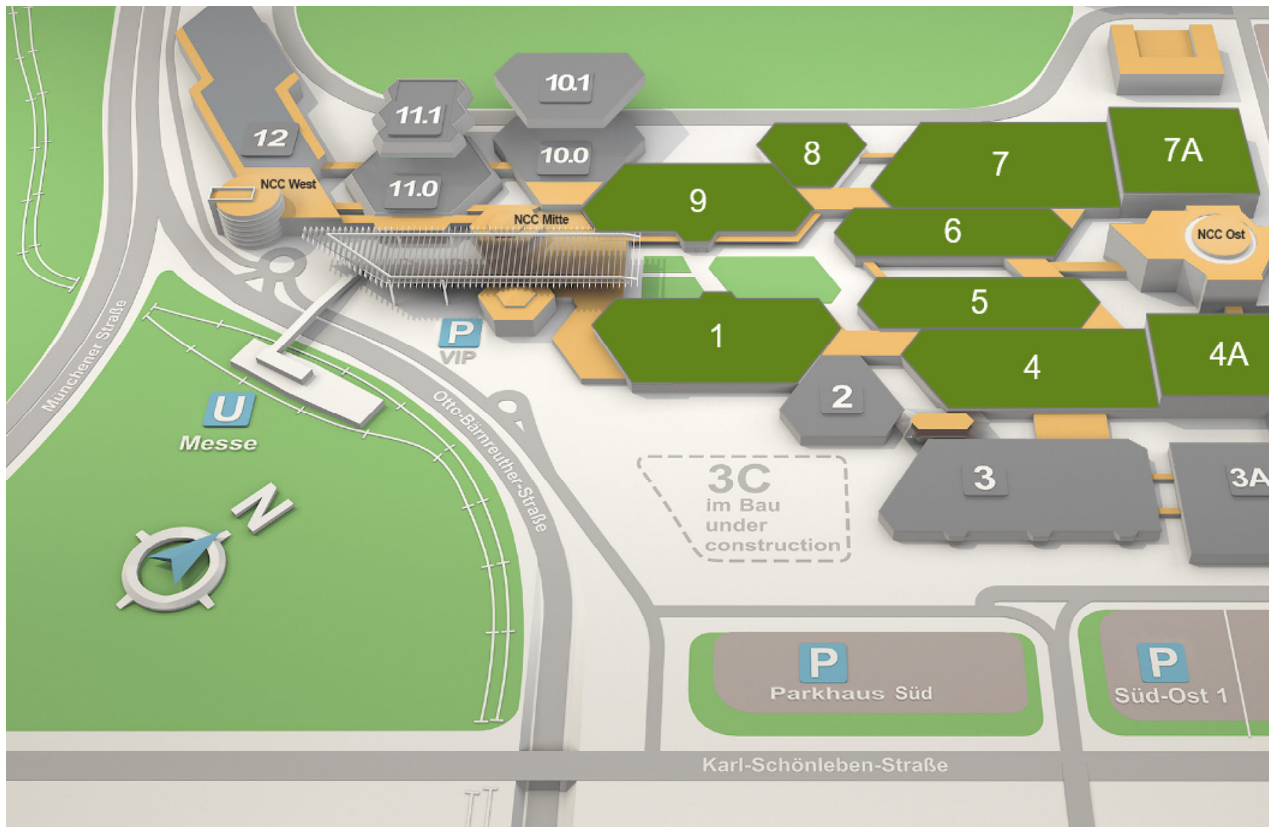 10.1
11.1
12
10.0
8
7
7A
NCC West
11.0
9
NCC Mitte
6
NCC Ost
5
1
P
VIP
4
4A
Münchener Straße
U
Messe
2
Otto-Bärnreuther-Straße
3C
im Bau
under
construction
3
3A
N
P
Parkhaus Süd
P
Süd-Ost 1
Karl-Schönleben-Straße